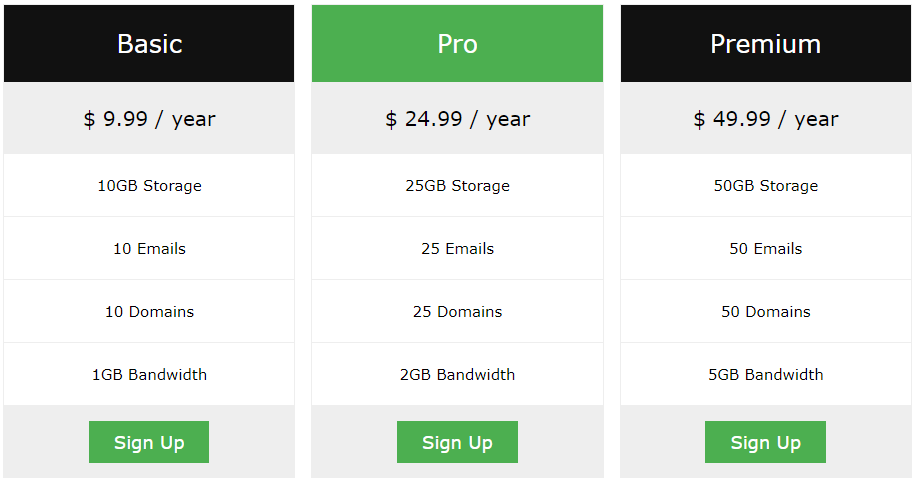 Basic
$ 9.99 / year
10GB Storage
10 Emails
10 Domains
1GB Bandwidth
Sign Up
Pro
$ 24.99 / year
25GB Storage
25 Emails
25 Domains
2GB Bandwidth
Sign Up
Premium
$ 49.99 / year
50GB Storage
50 Emails
50 Domains
5GB Bandwidth
Sign Up